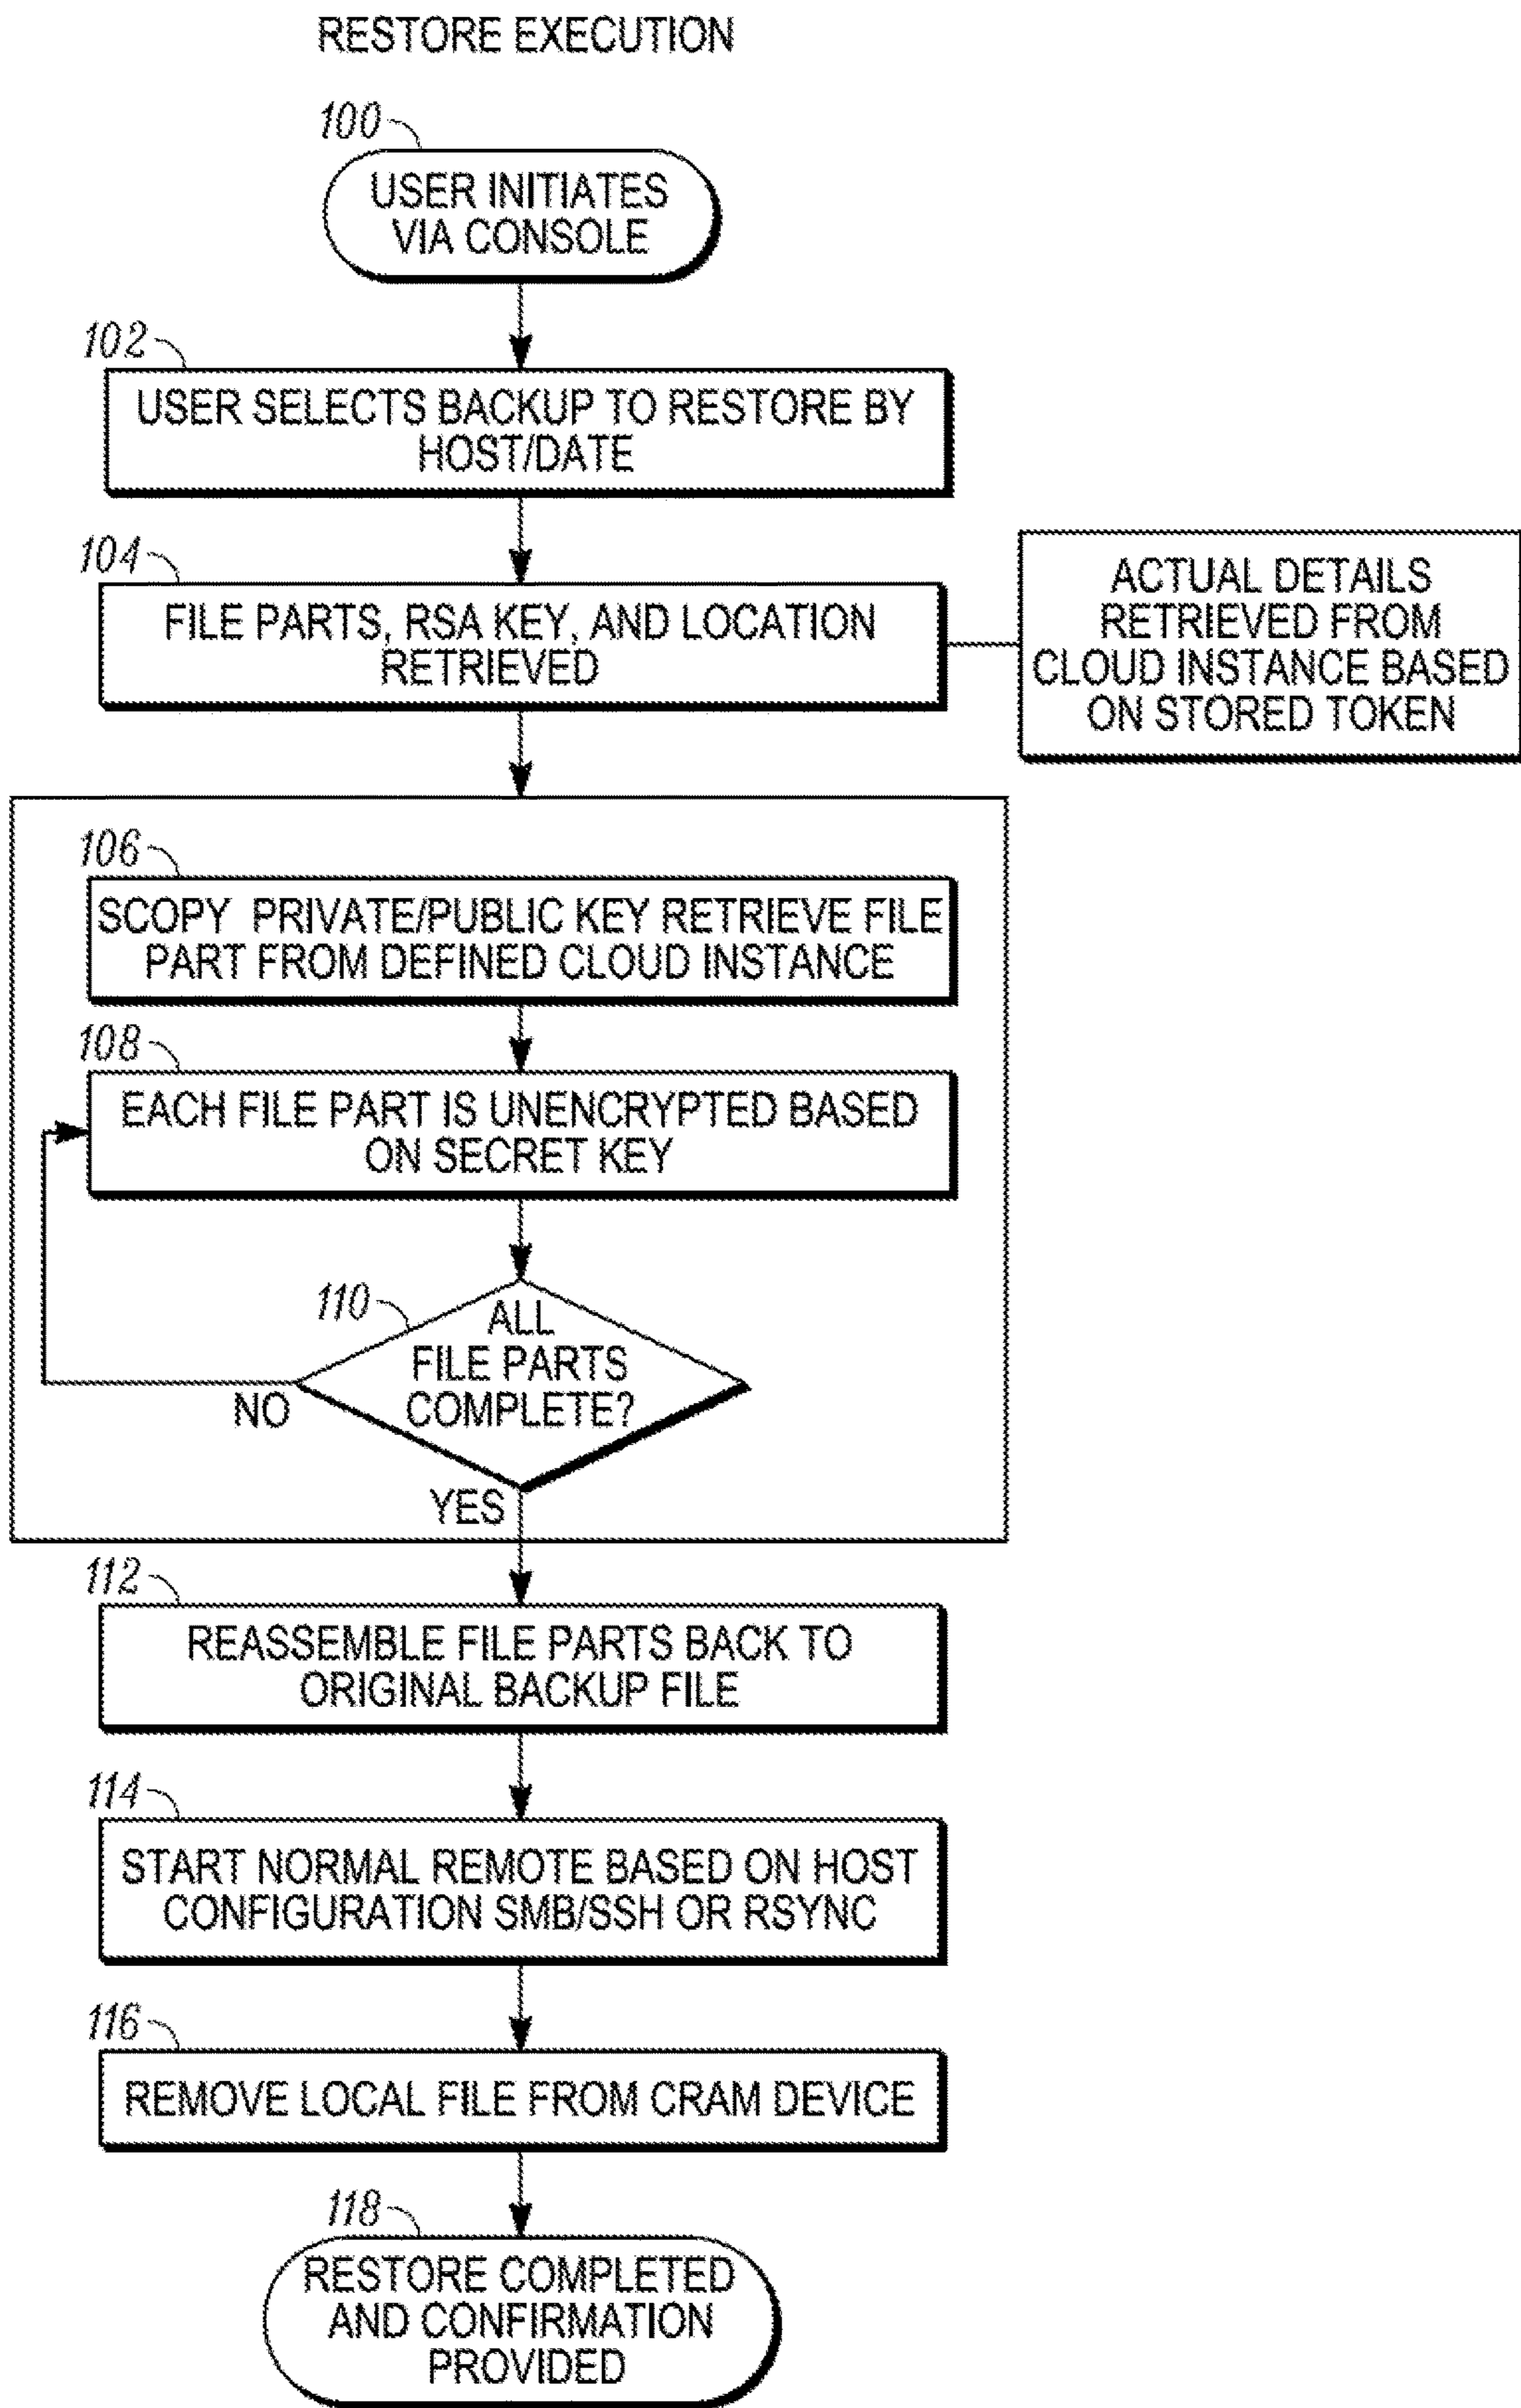 RESTORE EXECUTION
100
USER INITIATES
VIA CONSOLE
102
USER SELECTS BACKUP TO RESTORE BY
HOST/DATE
104
FILE PARTS, RSA KEY, AND LOCATION
RETRIEVED
ACTUAL DETAILS
RETRIEVED FROM
CLOUD INSTANCE BASED
ON STORED TOKEN
106
SCOPY PRIVATE/PUBLIC KEY RETRIEVE FILE
PART FROM DEFINED CLOUD INSTANCE
108
EACH FILE PART IS UNENCRYPTED BASED
ON SECRET KEY
110
ALL
FILE PARTS
COMPLETE?
NO
YES
112
REASSEMBLE FILE PARTS BACK TO
ORIGINAL BACKUP FILE
114
START NORMAL REMOTE BASED ON HOST
CONFIGURATION SMB/SSH OR RSYNC
116
REMOVE LOCAL FILE FROM CRAM DEVICE
118
RESTORE COMPLETED
AND CONFIRMATION
PROVIDED